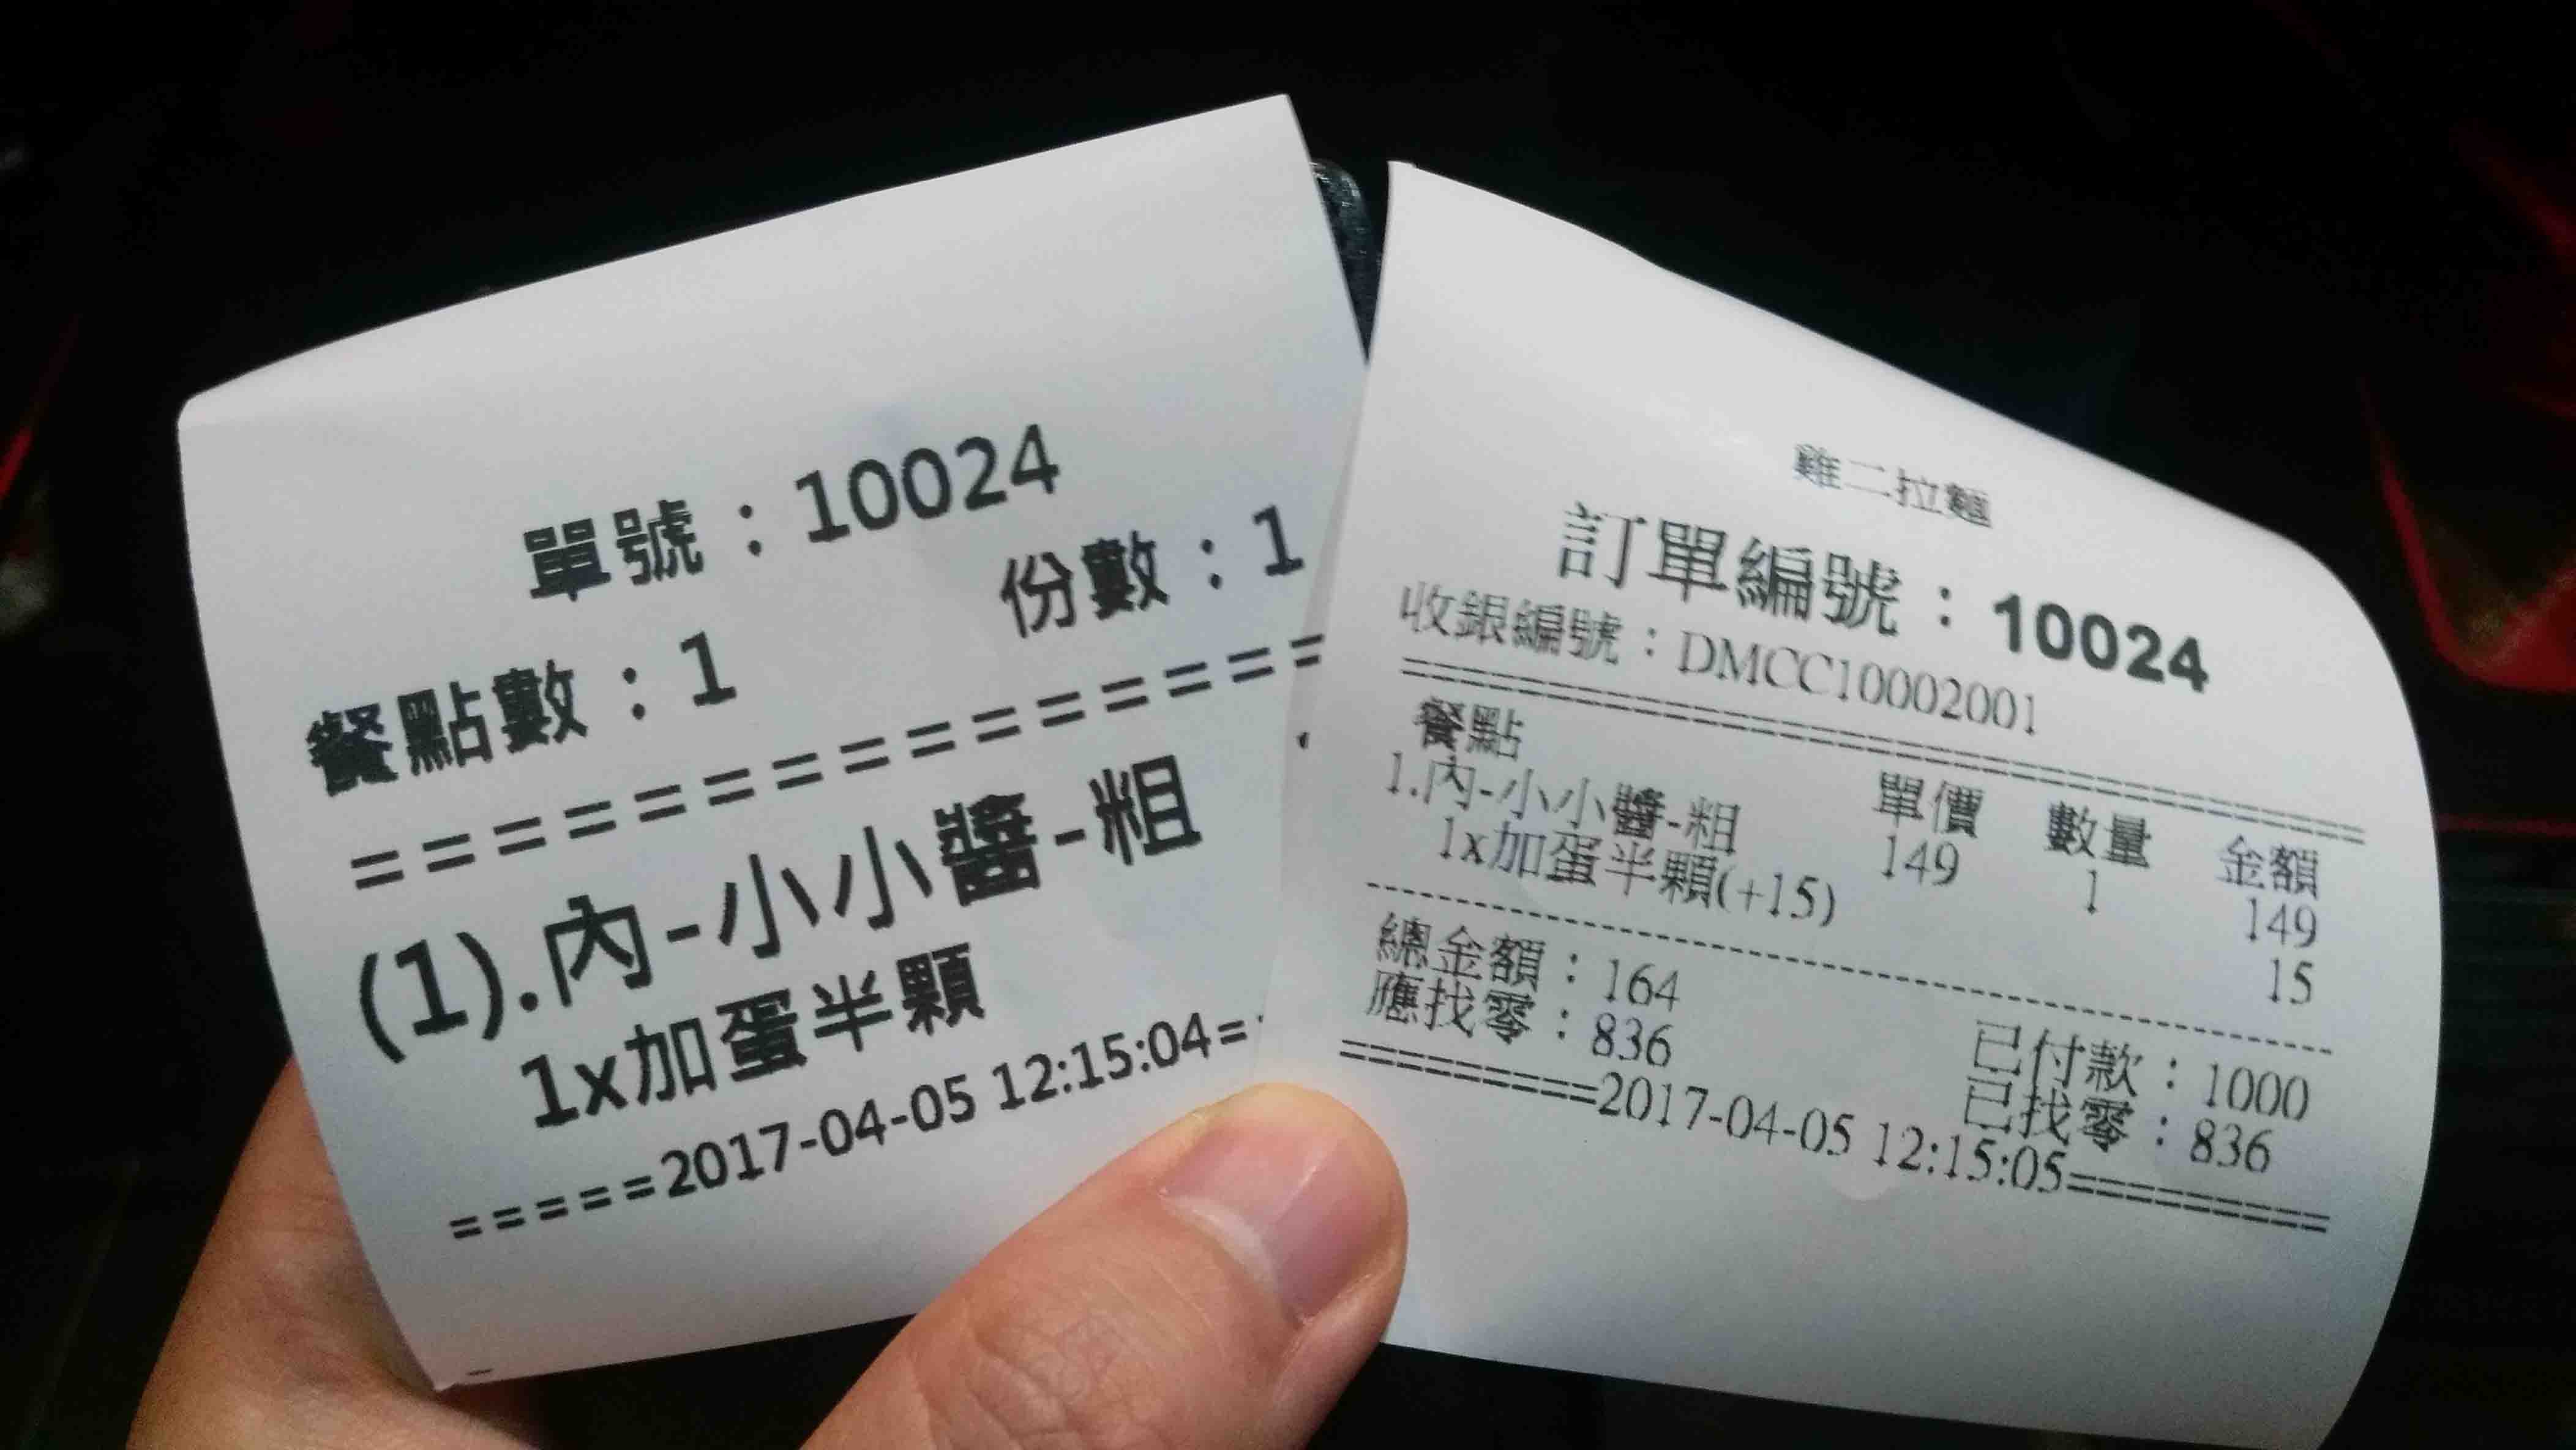 單號：10024
餐點數：1 份數：1
===============
(1).內-小小醬-粗
1x加蛋半顆
=====2017-04-05 12:15:04=
雞二拉麵
訂單編號：10024
收銀編號：DMCC10002001
餐點 單價 數量 金額
1.內-小小醬-粗 149 1 149
1x加蛋半顆(+15) 15
總金額：164 已付款：1000
應找零：836 已找零：836
=========2017-04-05 12:15:05=========